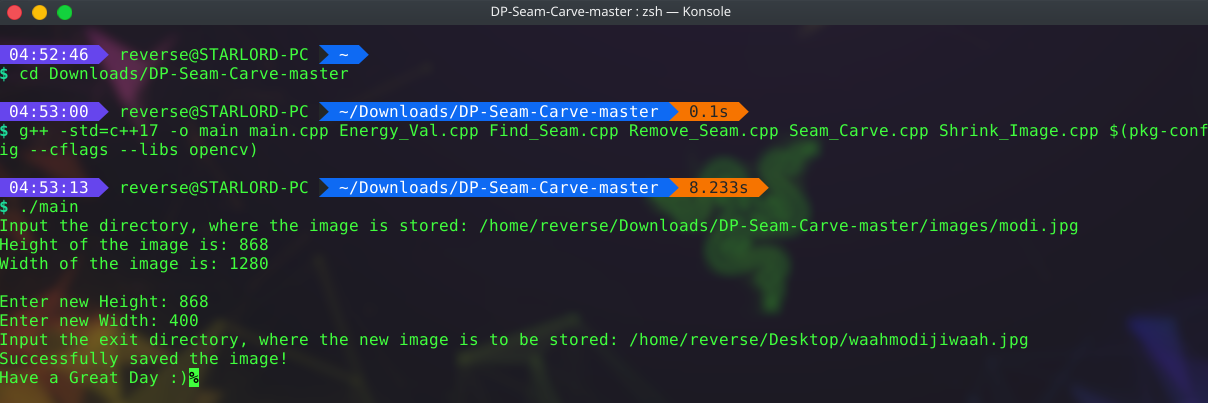 DP-Seam-Carve-master : zsh — Konsole
04:52:46 reverse@STARLORD-PC ~
$ cd Downloads/DP-Seam-Carve-master
04:53:00 reverse@STARLORD-PC ~/Downloads/DP-Seam-Carve-master 0.1s
$ g++ -std=c++17 -o main main.cpp Energy_Val.cpp Find_Seam.cpp Remove_Seam.cpp Seam_Carve.cpp Shrink_Image.cpp $(pkg-conf
ig --cflags --libs opencv)
04:53:13 reverse@STARLORD-PC ~/Downloads/DP-Seam-Carve-master 8.233s
$ ./main
Input the directory, where the image is stored: /home/reverse/Downloads/DP-Seam-Carve-master/images/modi.jpg
Height of the image is: 868
Width of the image is: 1280
Enter new Height: 868
Enter new Width: 400
Input the exit directory, where the new image is to be stored: /home/reverse/Desktop/waahmodijiwaah.jpg
Successfully saved the image!
Have a Great Day :)%